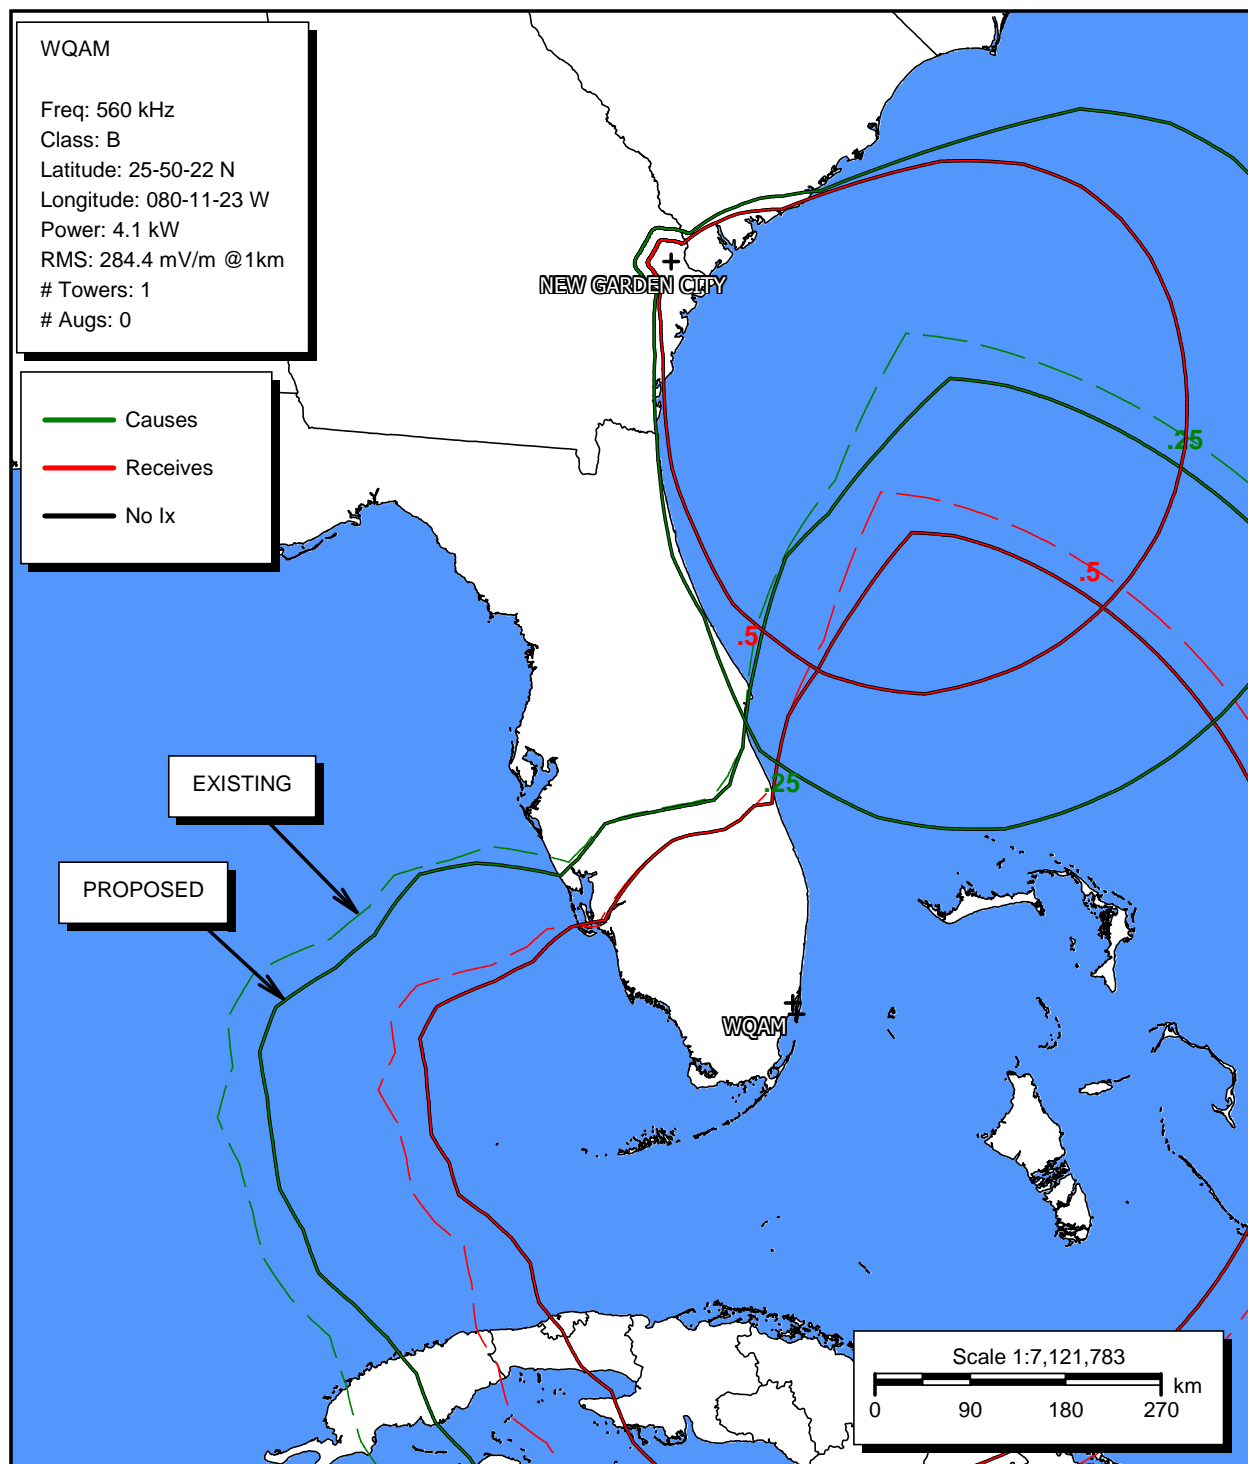 WQAM
Freq: 560 kHz
Class: B
Latitude: 25-50-22 N
Longitude: 080-11-23 W
Power: 4.1 kW
RMS: 284.4 mV/m @1km
# Towers: 1
# Augs: 0
Causes
Receives
No Ix
NEW GARDEN CITY
.25
.5
.5
.25
EXISTING
PROPOSED
WQAM
Scale 1:7,121,783
km
0 90 180 270